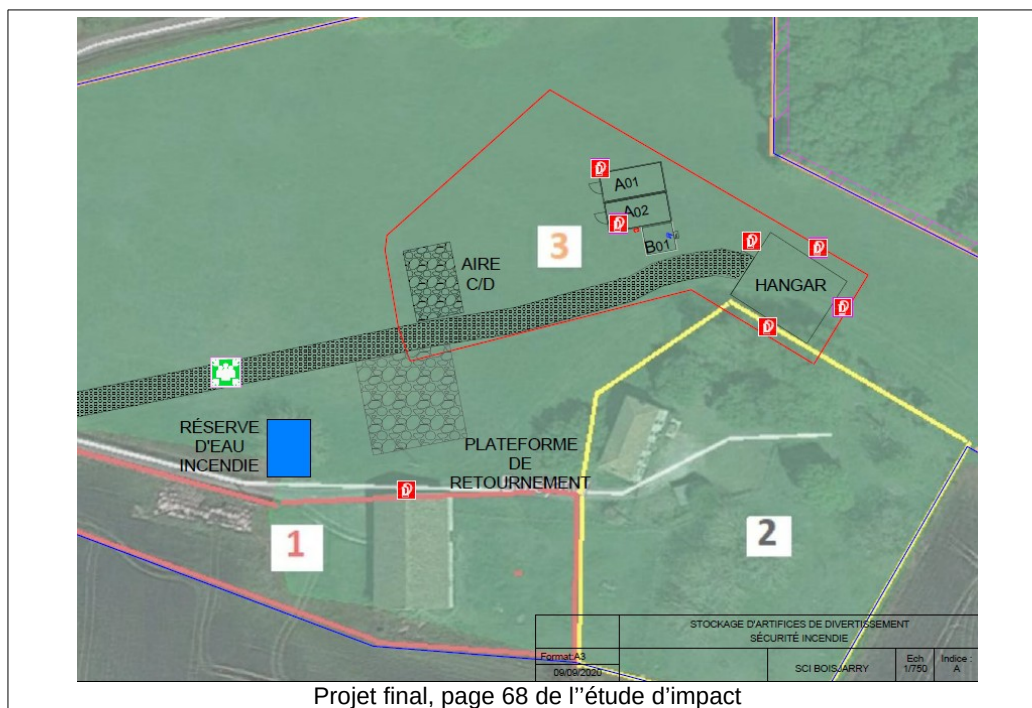 A01
A02
B01
3
AIRE
C/D
HANGAR
RÉSERVE
D'EAU
INCENDIE
PLATEFORME
DE
RETOURNEMENT
1
2
STOCKAGE D'ARTIFICES DE DIVERTISSEMENT
SÉCURITÉ INCENDIE
Format:A3
09/09/2020
SCI BOISJARRY
Ech.
1/750
Indice :
A
Projet final, page 68 de l''étude d'impact